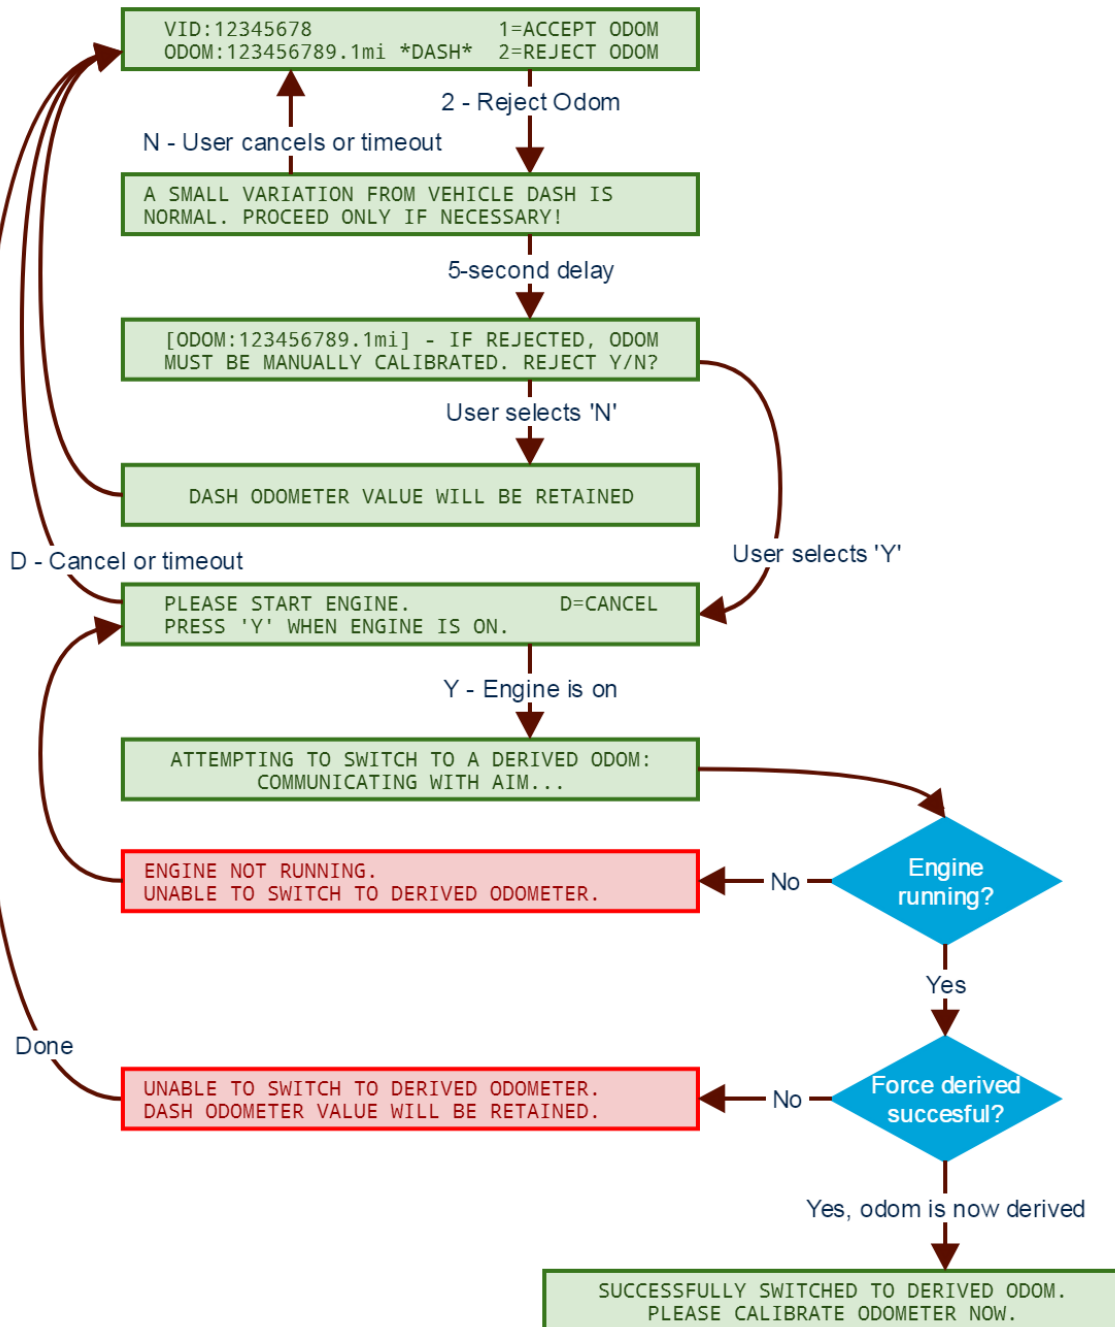 VID:12345678 1=ACCEPT ODOM
ODOM:123456789.1mi *DASH* 2=REJECT ODOM
2 - Reject Odom
N - User cancels or timeout
A SMALL VARIATION FROM VEHICLE DASH IS
NORMAL. PROCEED ONLY IF NECESSARY!
5-second delay
[ODOM:123456789.1mi] - IF REJECTED, ODOM
MUST BE MANUALLY CALIBRATED. REJECT Y/N?
User selects 'N'
DASH ODOMETER VALUE WILL BE RETAINED
User selects 'Y'
D - Cancel or timeout
PLEASE START ENGINE. D=CANCEL
PRESS 'Y' WHEN ENGINE IS ON.
Y - Engine is on
ATTEMPTING TO SWITCH TO A DERIVED ODOM:
COMMUNICATING WITH AIM...
ENGINE NOT RUNNING.
UNABLE TO SWITCH TO DERIVED ODOMETER.
No
Engine
running?
Yes
Done
UNABLE TO SWITCH TO DERIVED ODOMETER.
DASH ODOMETER VALUE WILL BE RETAINED.
No
Force derived
succesful?
Yes, odom is now derived
SUCCESSFULLY SWITCHED TO DERIVED ODOM.
PLEASE CALIBRATE ODOMETER NOW.